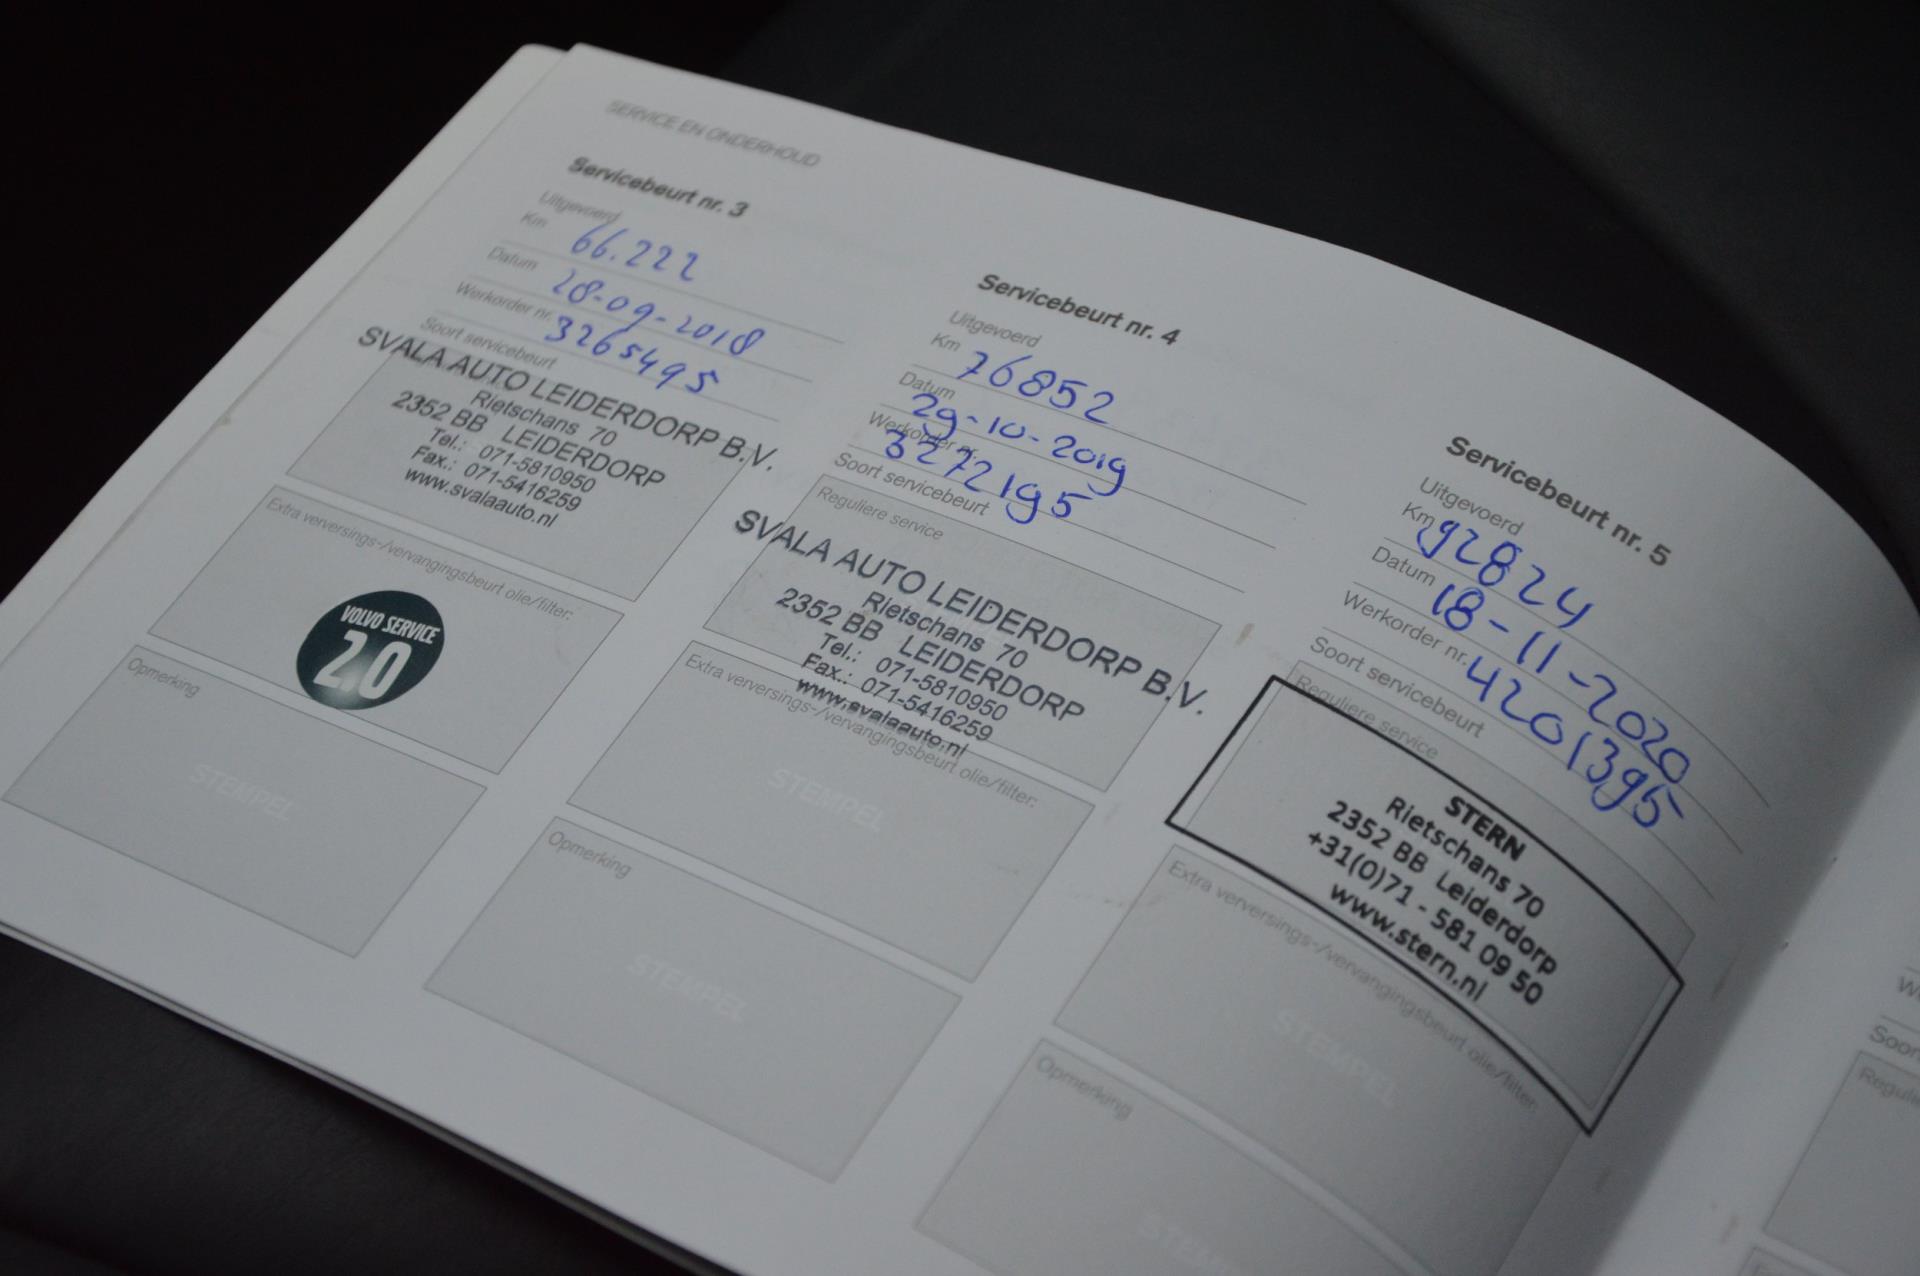 SERVICE EN ONDERHOUD
Servicebeurt nr. 3
Uitgevoerd
Km 66.222
Datum 28-09-2018
Werkorder nr. 3265495
Soort servicebeurt
SVALA AUTO LEIDERDORP B.V.
Rietschans 70
2352 BB LEIDERDORP
Tel.: 071-5810950
Fax.: 071-5416259
www.svalaauto.nl
Extra verversings-/vervangingsbeurt olie/filter:
VOLVO SERVICE
2.0
Opmerking
STEMPEL
Servicebeurt nr. 4
Uitgevoerd
Km 76852
Datum 29-10-2019
Werkorder nr. 3272195
Soort servicebeurt
Reguliere service
SVALA AUTO LEIDERDORP B.V.
Rietschans 70
2352 BB LEIDERDORP
Tel.: 071-5810950
Fax.: 071-5416259
www.svalaauto.nl
Extra verversings-/vervangingsbeurt olie/filter:
STEMPEL
Opmerking
STEMPEL
Servicebeurt nr. 5
Uitgevoerd
Km 92824
Datum 18-11-2020
Werkorder nr. 4201395
Soort servicebeurt
Reguliere service
STERN
Rietschans 70
2352 BB Leiderdorp
+31(0)71 - 581 09 50
www.stern.nl
Extra verversings-/vervangingsbeurt olie/filter:
STEMPEL
Opmerking